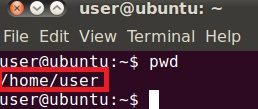 user@ubuntu: ~
File Edit View Terminal Help
user@ubuntu:~$ pwd
/home/user
user@ubuntu:~$